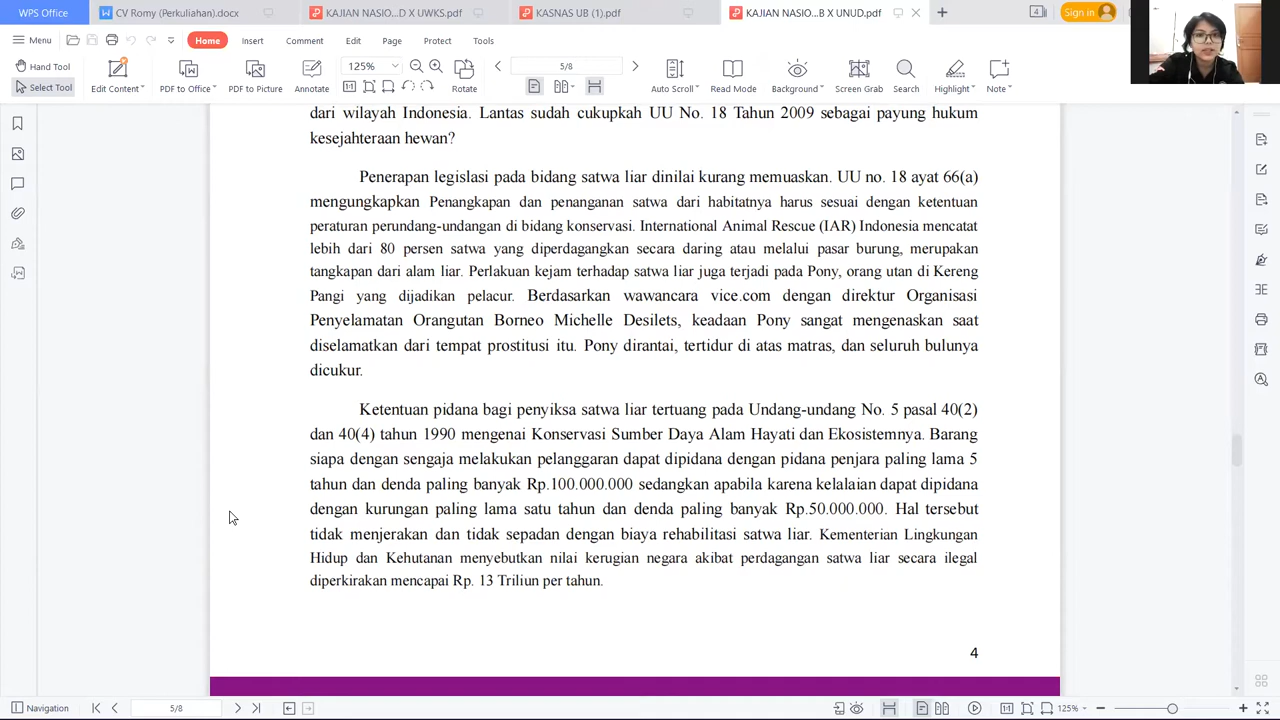 WPS Office
CV Romy (Perkuliahan).docx
KAJIAN NASIO...D X UWKS.pdf
KASNAS UB (1).pdf
KAJIAN NASIO...B X UNUD.pdf
4
Sign in
Menu
Home
Insert
Comment
Edit
Page
Protect
Tools
Hand Tool
Select Tool
Edit Content
PDF to Office
PDF to Picture
Annotate
125%
Rotate
5/8
Auto Scroll
Read Mode
Background
Screen Grab
Search
Highlight
Note
dari wilayah Indonesia. Lantas sudah cukupkah UU No. 18 Tahun 2009 sebagai payung hukum
kesejahteraan hewan?
Penerapan legislasi pada bidang satwa liar dinilai kurang memuaskan. UU no. 18 ayat 66(a)
mengungkapkan Penangkapan dan penanganan satwa dari habitatnya harus sesuai dengan ketentuan
peraturan perundang-undangan di bidang konservasi. International Animal Rescue (IAR) Indonesia mencatat
lebih dari 80 persen satwa yang diperdagangkan secara daring atau melalui pasar burung, merupakan
tangkapan dari alam liar. Perlakuan kejam terhadap satwa liar juga terjadi pada Pony, orang utan di Kereng
Pangi yang dijadikan pelacur. Berdasarkan wawancara vice.com dengan direktur Organisasi
Penyelamatan Orangutan Borneo Michelle Desilets, keadaan Pony sangat mengenaskan saat
diselamatkan dari tempat prostitusi itu. Pony dirantai, tertidur di atas matras, dan seluruh bulunya
dicukur.
Ketentuan pidana bagi penyiksa satwa liar tertuang pada Undang-undang No. 5 pasal 40(2)
dan 40(4) tahun 1990 mengenai Konservasi Sumber Daya Alam Hayati dan Ekosistemnya. Barang
siapa dengan sengaja melakukan pelanggaran dapat dipidana dengan pidana penjara paling lama 5
tahun dan denda paling banyak Rp.100.000.000 sedangkan apabila karena kelalaian dapat dipidana
dengan kurungan paling lama satu tahun dan denda paling banyak Rp.50.000.000. Hal tersebut
tidak menjerakan dan tidak sepadan dengan biaya rehabilitasi satwa liar. Kementerian Lingkungan
Hidup dan Kehutanan menyebutkan nilai kerugian negara akibat perdagangan satwa liar secara ilegal
diperkirakan mencapai Rp. 13 Triliun per tahun.
4
Navigation
5/8
125%